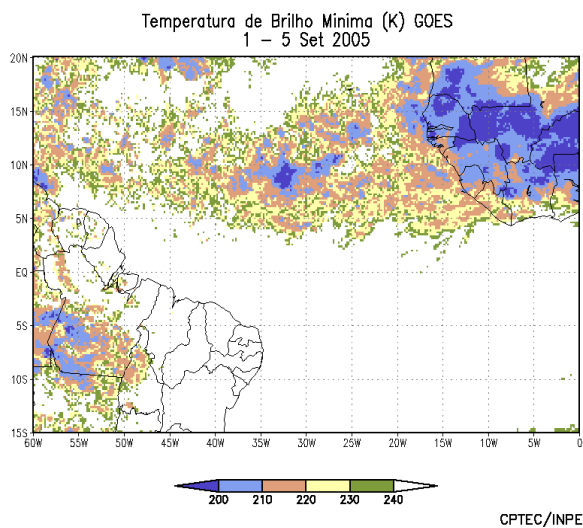 Temperatura de Brilho Minima (K) GOES
1 – 5 Set 2005
20N
15N
10N
5N
EQ
5S
10S
15S
60W 55W 50W 45W 40W 35W 30W 25W 20W 15W 10W 5W 0
200 210 220 230 240
CPTEC/INPE